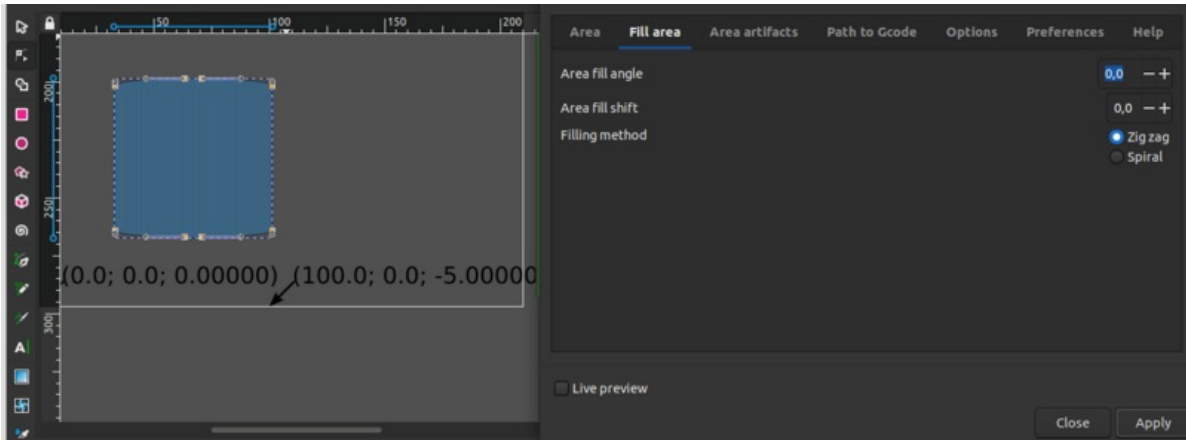 50 100 150 200
200
250
300
(0.0; 0.0; 0.00000) (100.0; 0.0; -5.00000
A
Area Fill area Area artifacts Path to Gcode Options Preferences Help
Area fill angle 0,0 −+
Area fill shift 0,0 −+
Filling method Zig zag
Spiral
Live preview
Close Apply